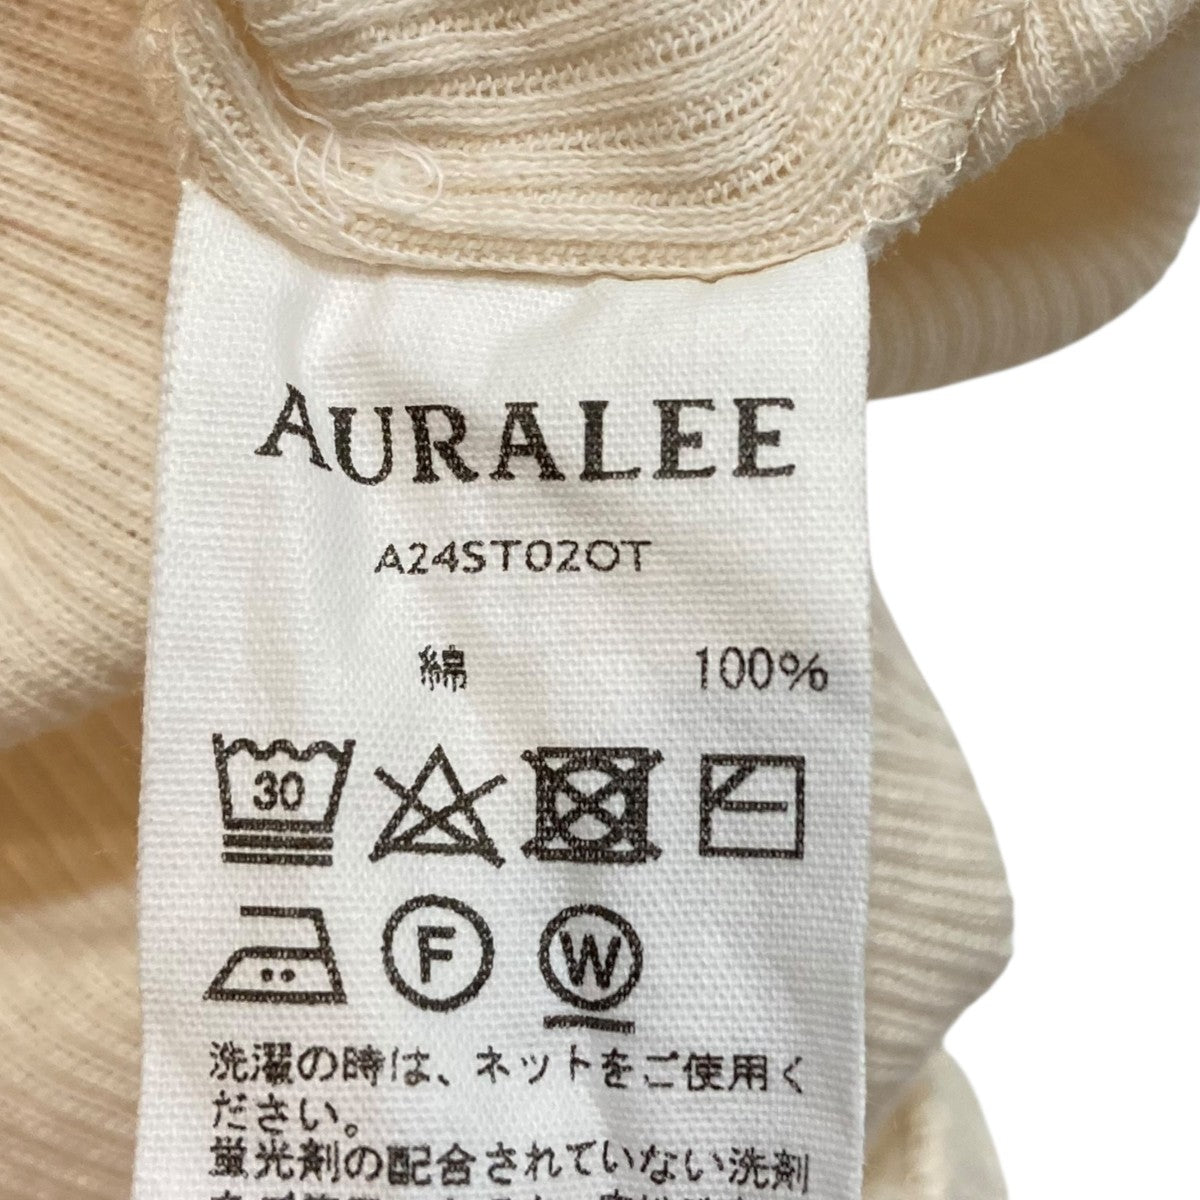 AURALEE
A24ST02OT
綿 100%
30
F W
洗濯の時は、ネットをご使用く
ださい。
蛍光剤の配合されていない洗剤